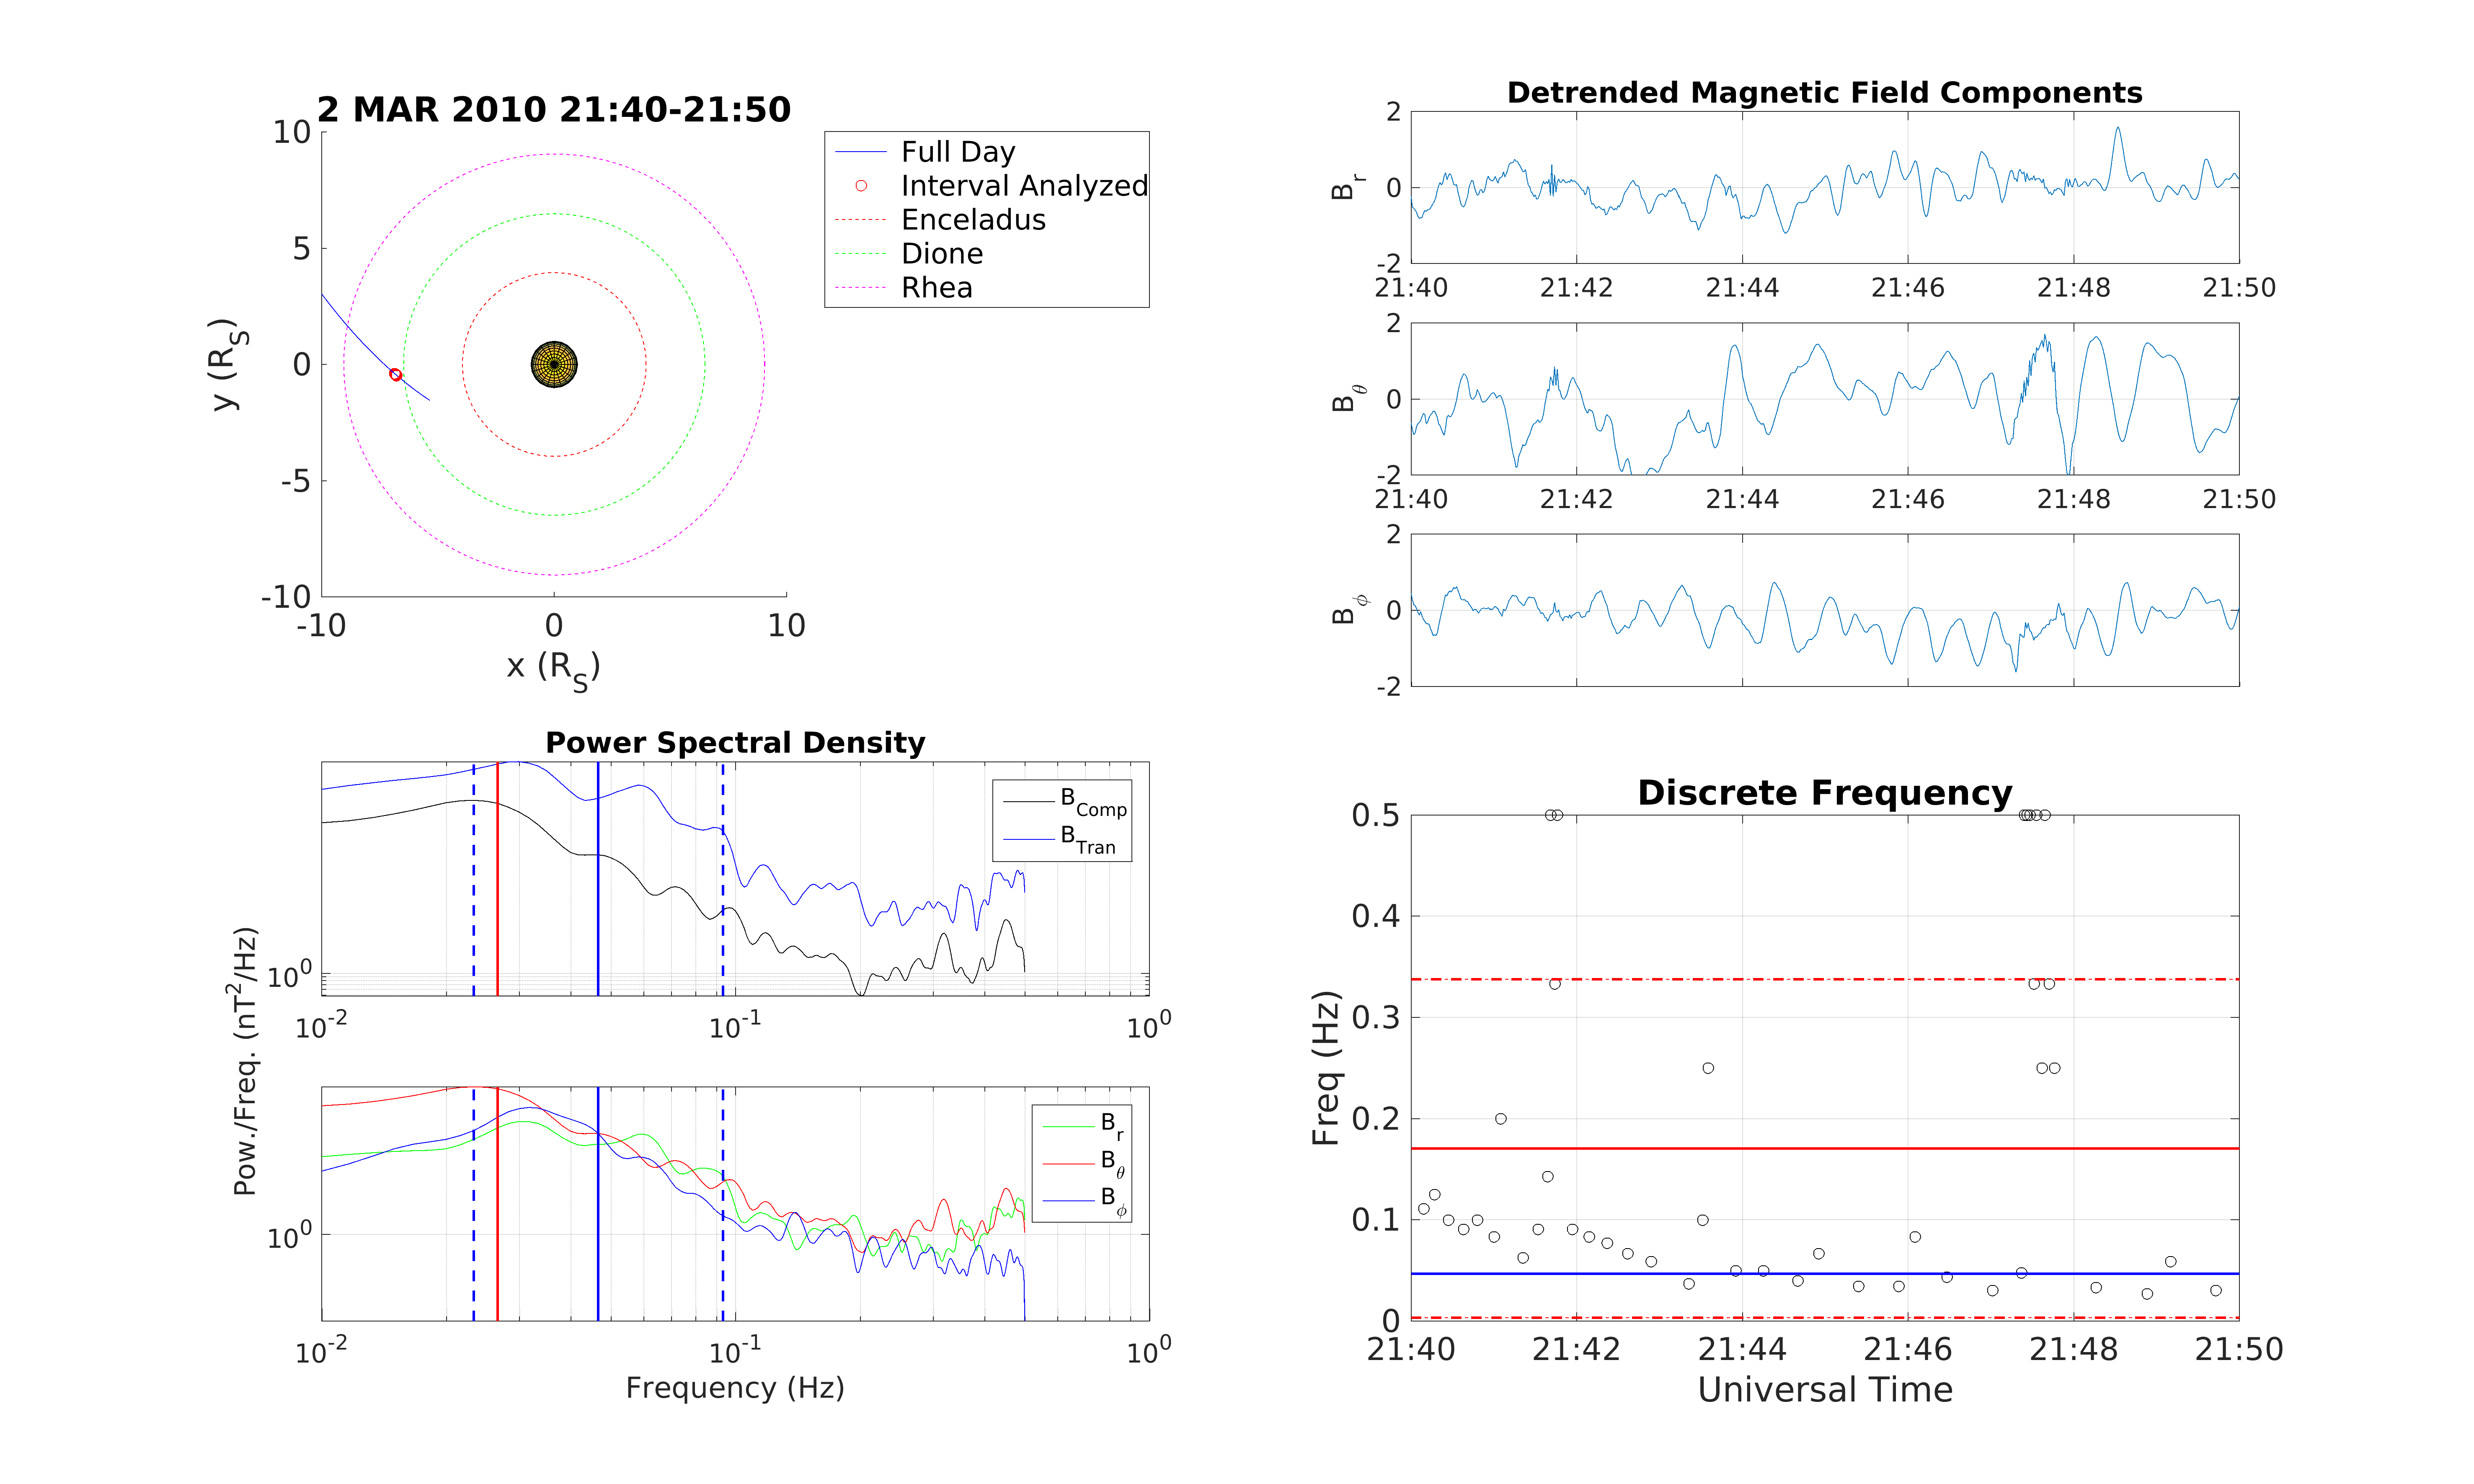 2 MAR 2010 21:40-21:50
10
5
0
-5
-10
y (R_S)
-10 0 10
x (R_S)
Full Day
Interval Analyzed
Enceladus
Dione
Rhea
Detrended Magnetic Field Components
2
0
-2
B_r
21:40 21:42 21:44 21:46 21:48 21:50
2
0
-2
B_θ
21:40 21:42 21:44 21:46 21:48 21:50
2
0
-2
B_ϕ
Power Spectral Density
10^0
B_Comp
B_Tran
10^-2 10^-1 10^0
Pow./Freq. (nT^2/Hz)
10^0
B_r
B_θ
B_ϕ
10^-2 10^-1 10^0
Frequency (Hz)
Discrete Frequency
0.5
0.4
0.3
0.2
0.1
0
Freq (Hz)
21:40 21:42 21:44 21:46 21:48 21:50
Universal Time